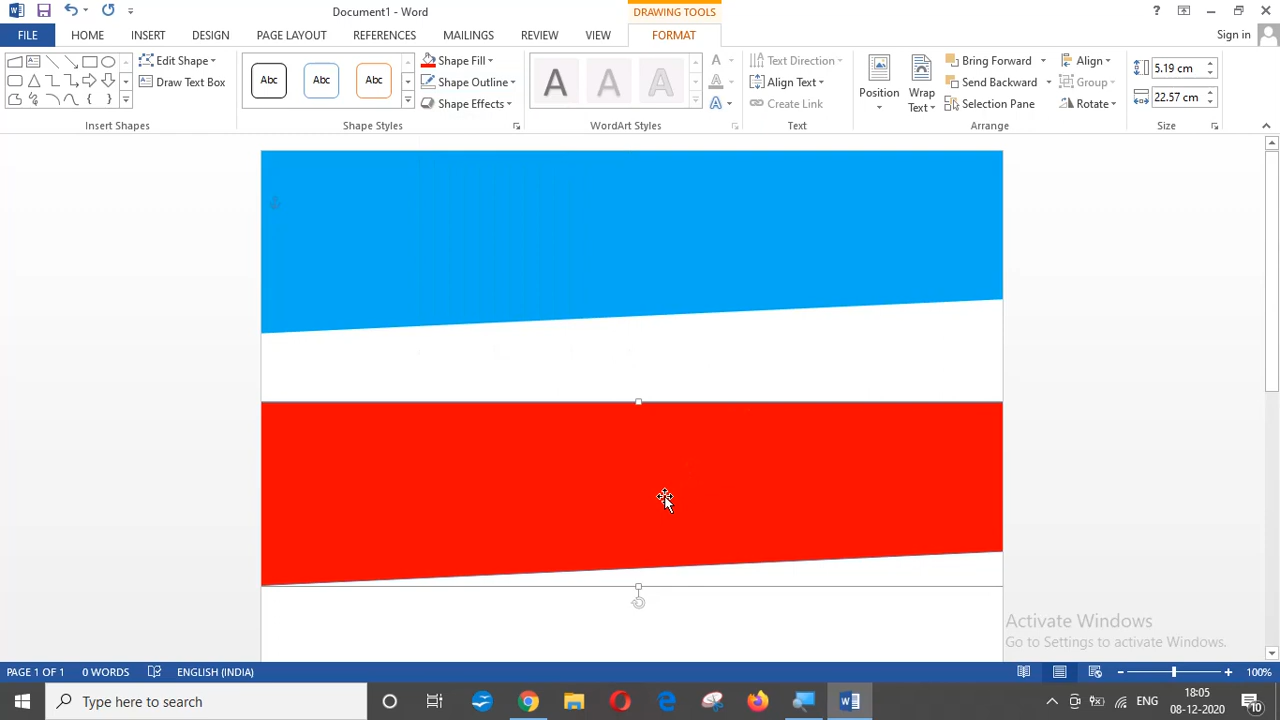 Document1 - Word
DRAWING TOOLS
?
FILE
HOME
INSERT
DESIGN
PAGE LAYOUT
REFERENCES
MAILINGS
REVIEW
VIEW
FORMAT
Sign in
Edit Shape
Draw Text Box
Insert Shapes
Abc
Abc
Abc
Shape Fill
Shape Outline
Shape Effects
Shape Styles
A
A
A
WordArt Styles
A
A
A
Text Direction
Align Text
Create Link
Text
Position
Wrap
Text
Bring Forward
Send Backward
Selection Pane
Align
Group
Rotate
Arrange
5.19 cm
22.57 cm
Size
Activate Windows
Go to Settings to activate Windows.
PAGE 1 OF 1
0 WORDS
ENGLISH (INDIA)
100%
Type here to search
ENG
18:05
08-12-2020
10